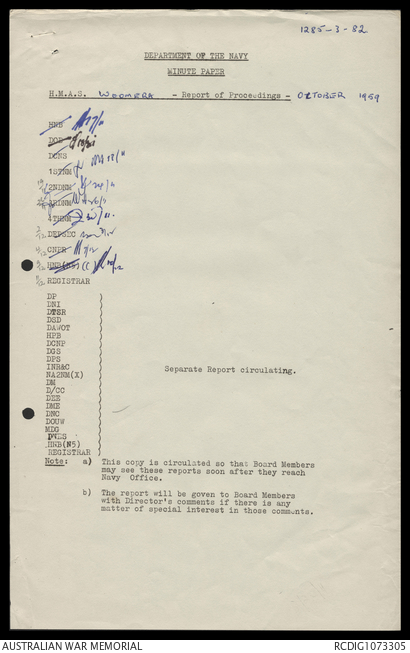 1285-3-82
DEPARTMENT OF THE NAVY
MINUTE PAPER
H.M.A.S. WOOMERA - Report of Proceedings - OCTOBER 1959
HNB
DCNS
1STNM
2NDNM
3RDNM
4THNM
DEPSEC
CNPR
HNB(NS)
REGISTRAR
DP
DNI
DTSR
DSD
DAWOT
HPB
DCNP
DGS
DPS
INR&C
NA2NM(X)
DM
D/CC
DEE
DME
DNC
DOUW
MDG
DVDS
HNB(N5)
REGISTRAR
Separate Report circulating.
Note: a) This copy is circulated so that Board Members
may see these reports soon after they reach
Navy Office.
b) The report will be goven to Board Members
with Director's comments if there is any
matter of special interest in those comments.
AUSTRALIAN WAR MEMORIAL
RCDIG1073305